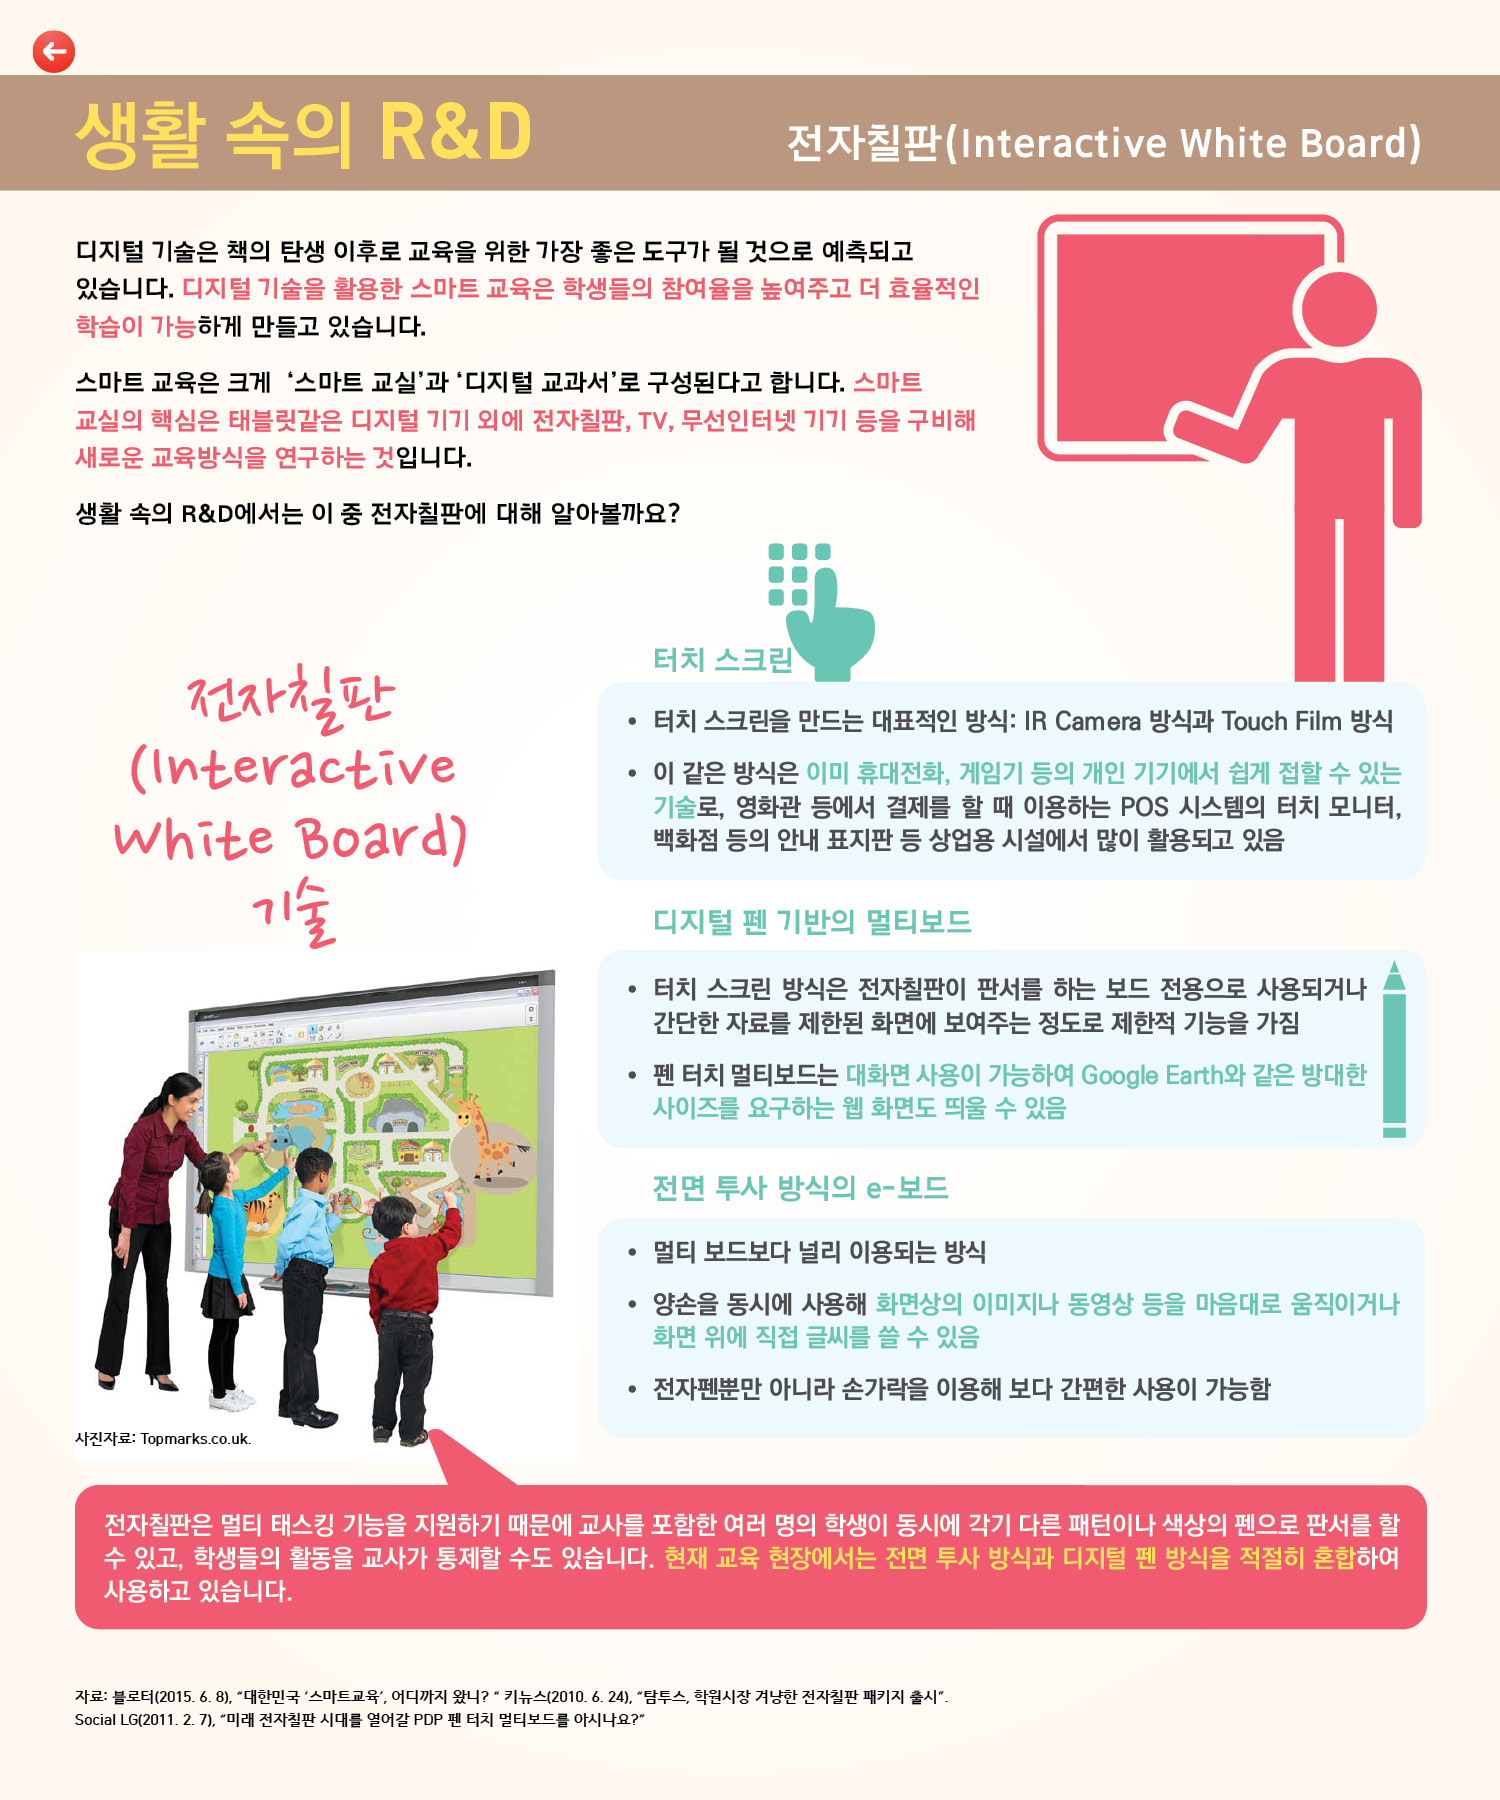 생활 속의 R&D
전자칠판(Interactive White Board)
디지털 기술은 책의 탄생 이후로 교육을 위한 가장 좋은 도구가 될 것으로 예측되고
있습니다. 디지털 기술을 활용한 스마트 교육은 학생들의 참여율을 높여주고 더 효율적인
학습이 가능하게 만들고 있습니다.
스마트 교육은 크게 ‘스마트 교실’과 ‘디지털 교과서’로 구성된다고 합니다. 스마트
교실의 핵심은 태블릿같은 디지털 기기 외에 전자칠판, TV, 무선인터넷 기기 등을 구비해
새로운 교육방식을 연구하는 것입니다.
생활 속의 R&D에서는 이 중 전자칠판에 대해 알아볼까요?
전자칠판
(Interactive
White Board)
기술
사진자료: Topmarks.co.uk.
터치 스크린
• 터치 스크린을 만드는 대표적인 방식: IR Camera 방식과 Touch Film 방식
• 이 같은 방식은 이미 휴대전화, 게임기 등의 개인 기기에서 쉽게 접할 수 있는
기술로, 영화관 등에서 결제를 할 때 이용하는 POS 시스템의 터치 모니터,
백화점 등의 안내 표지판 등 상업용 시설에서 많이 활용되고 있음
디지털 펜 기반의 멀티보드
• 터치 스크린 방식은 전자칠판이 판서를 하는 보드 전용으로 사용되거나
간단한 자료를 제한된 화면에 보여주는 정도로 제한적 기능을 가짐
• 펜 터치 멀티보드는 대화면 사용이 가능하여 Google Earth와 같은 방대한
사이즈를 요구하는 웹 화면도 띄울 수 있음
전면 투사 방식의 e-보드
• 멀티 보드보다 널리 이용되는 방식
• 양손을 동시에 사용해 화면상의 이미지나 동영상 등을 마음대로 움직이거나
화면 위에 직접 글씨를 쓸 수 있음
• 전자펜뿐만 아니라 손가락을 이용해 보다 간편한 사용이 가능함
전자칠판은 멀티 태스킹 기능을 지원하기 때문에 교사를 포함한 여러 명의 학생이 동시에 각기 다른 패턴이나 색상의 펜으로 판서를 할
수 있고, 학생들의 활동을 교사가 통제할 수도 있습니다. 현재 교육 현장에서는 전면 투사 방식과 디지털 펜 방식을 적절히 혼합하여
사용하고 있습니다.
자료: 블로터(2015. 6. 8), “대한민국 ‘스마트교육’, 어디까지 왔니? “ 키뉴스(2010. 6. 24), “탐투스, 학원시장 겨냥한 전자칠판 패키지 출시”.
Social LG(2011. 2. 7), “미래 전자칠판 시대를 열어갈 PDP 펜 터치 멀티보드를 아시나요?”